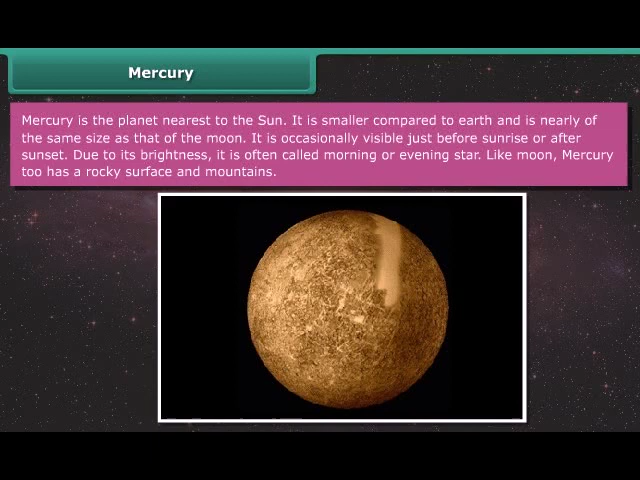 Mercury
Mercury is the planet nearest to the Sun. It is smaller compared to earth and is nearly of
the same size as that of the moon. It is occasionally visible just before sunrise or after
sunset. Due to its brightness, it is often called morning or evening star. Like moon, Mercury
too has a rocky surface and mountains.